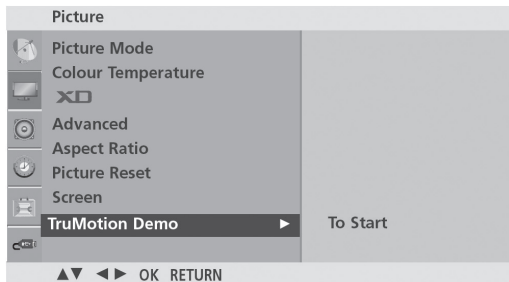 Picture
Picture Mode
Colour Temperature
XD
Advanced
Aspect Ratio
Picture Reset
Screen
TruMotion Demo ► To Start
▲▼ ◄► OK RETURN